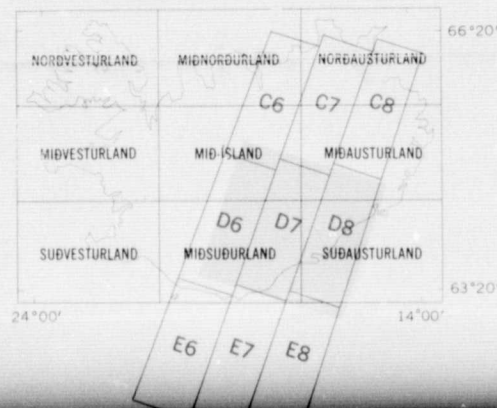 66°20'
NORÐVESTURLAND MIÐNORÐURLAND NORÐAUSTURLAND
C6 C7 C8
MIÐVESTURLAND MIÐ-ÍSLAND MIÐAUSTURLAND
D6 D7 D8
SUÐVESTURLAND MIÐSUÐURLAND SUÐAUSTURLAND
63°20'
24°00' 14°00'
E6 E7 E8